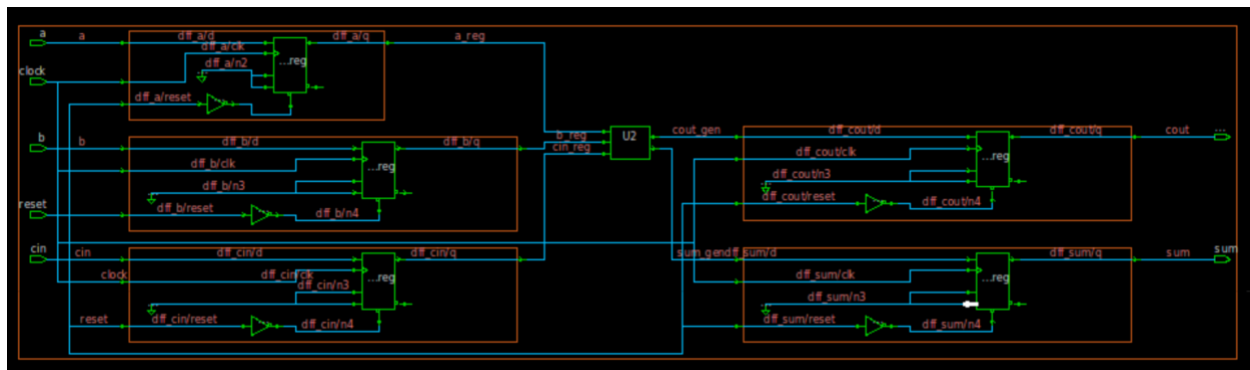 a a dff_a/d dff_a/q a_reg
dff_a/clk
...reg
dff_a/n2
clock
dff_a/reset
b b dff_b/d dff_b/q b_reg U2 cout_gen dff_cout/d dff_cout/q cout ...
cin_reg
dff_b/clk ...reg dff_cout/clk ...reg
dff_b/n3 dff_cout/n3
reset dff_b/reset dff_b/n4 dff_cout/reset dff_cout/n4
cin cin dff_cin/d dff_cin/q sum_gen dff_sum/d dff_sum/q sum sum
clock dff_cin/clk ...reg dff_sum/clk ...reg
dff_cin/n3 dff_sum/n3
reset dff_cin/reset dff_cin/n4 dff_sum/reset dff_sum/n4